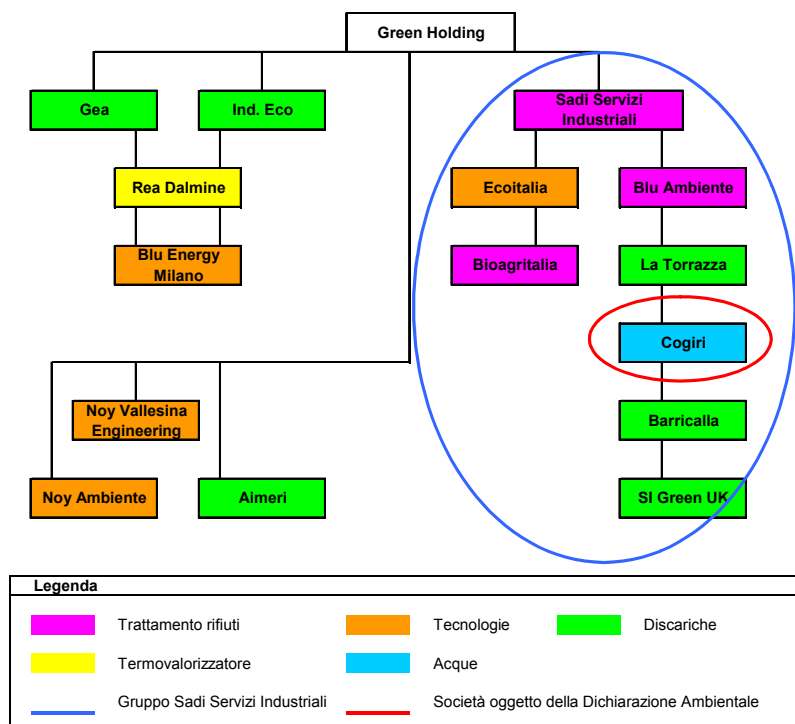 Green Holding
Gea
Ind. Eco
Sadi Servizi
Industriali
Rea Dalmine
Ecoitalia
Blu Ambiente
Blu Energy
Milano
Bioagritalia
La Torrazza
Cogiri
Noy Vallesina
Engineering
Barricalla
Noy Ambiente
Aimeri
SI Green UK
Legenda
Trattamento rifiuti
Tecnologie
Discariche
Termovalorizzatore
Acque
Gruppo Sadi Servizi Industriali
Società oggetto della Dichiarazione Ambientale